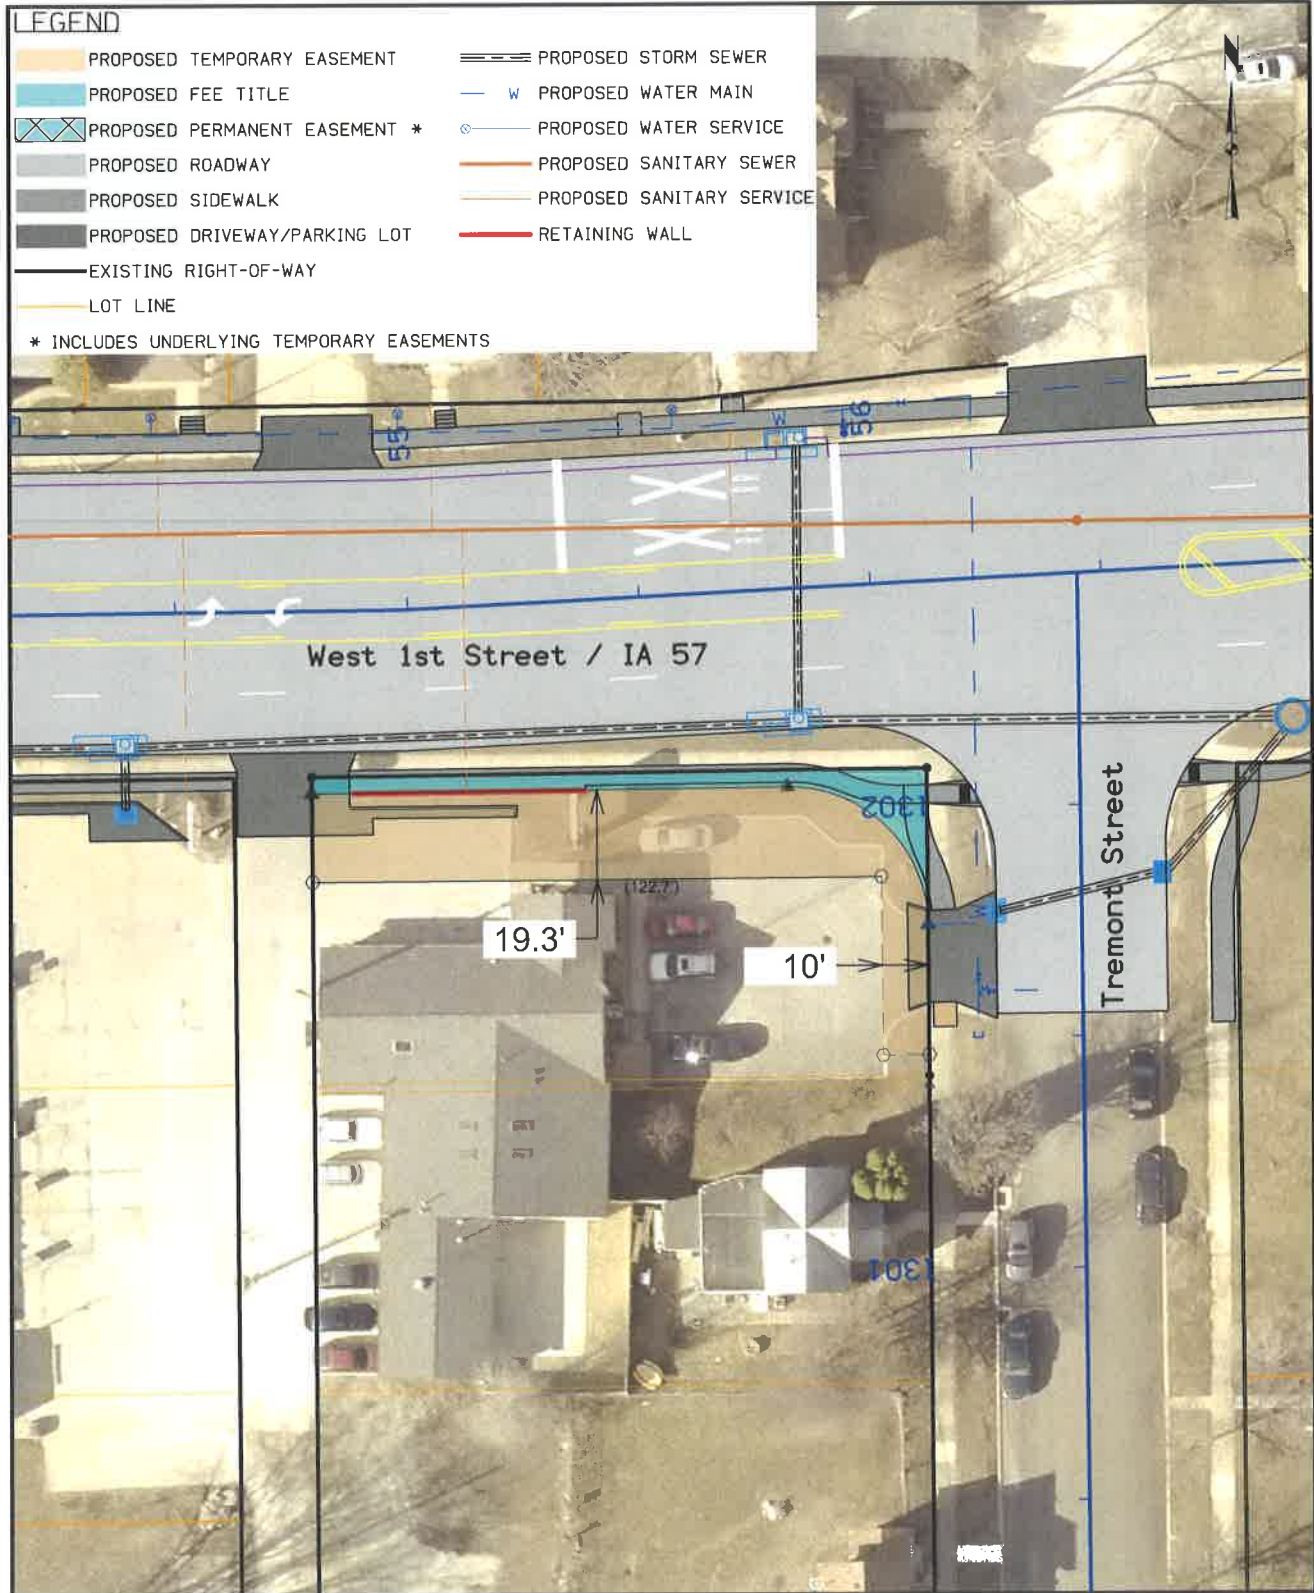 LEGEND
PROPOSED TEMPORARY EASEMENT
PROPOSED FEE TITLE
PROPOSED PERMANENT EASEMENT *
PROPOSED ROADWAY
PROPOSED SIDEWALK
PROPOSED DRIVEWAY/PARKING LOT
EXISTING RIGHT-OF-WAY
LOT LINE
* INCLUDES UNDERLYING TEMPORARY EASEMENTS
PROPOSED STORM SEWER
W PROPOSED WATER MAIN
PROPOSED WATER SERVICE
PROPOSED SANITARY SEWER
PROPOSED SANITARY SERVICE
RETAINING WALL
N
55
W
56
West 1st Street / IA 57
1302
Tremont Street
(122.7')
19.3'
10'
1301